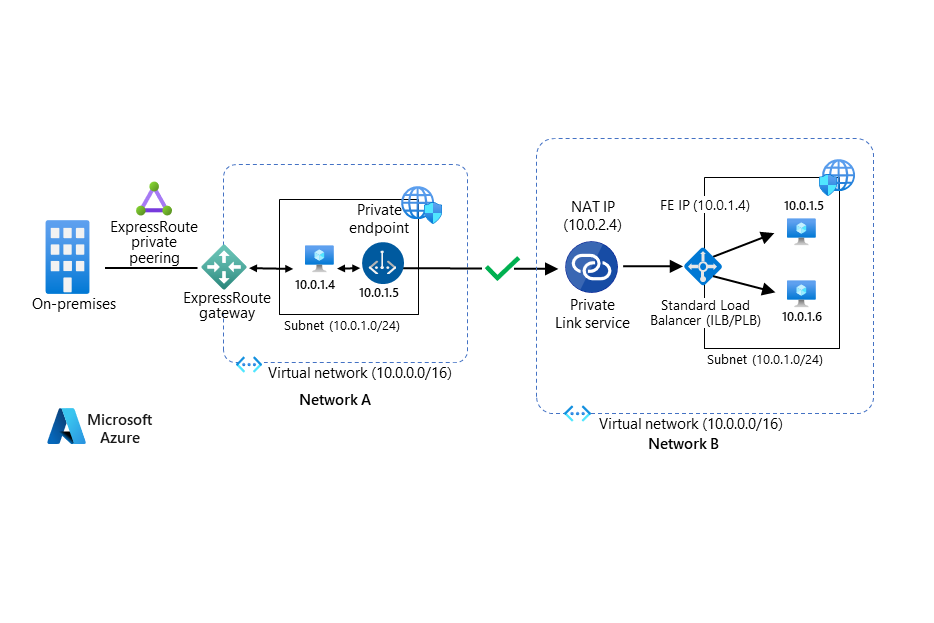 ExpressRoute
private
peering
On-premises
ExpressRoute
gateway
Private
endpoint
10.0.1.4
10.0.1.5
Subnet (10.0.1.0/24)
Virtual network (10.0.0.0/16)
Network A
NAT IP
(10.0.2.4)
Private
Link service
FE IP (10.0.1.4)
10.0.1.5
Standard Load
Balancer (ILB/PLB)
10.0.1.6
Subnet (10.0.1.0/24)
Virtual network (10.0.0.0/16)
Network B
Microsoft
Azure